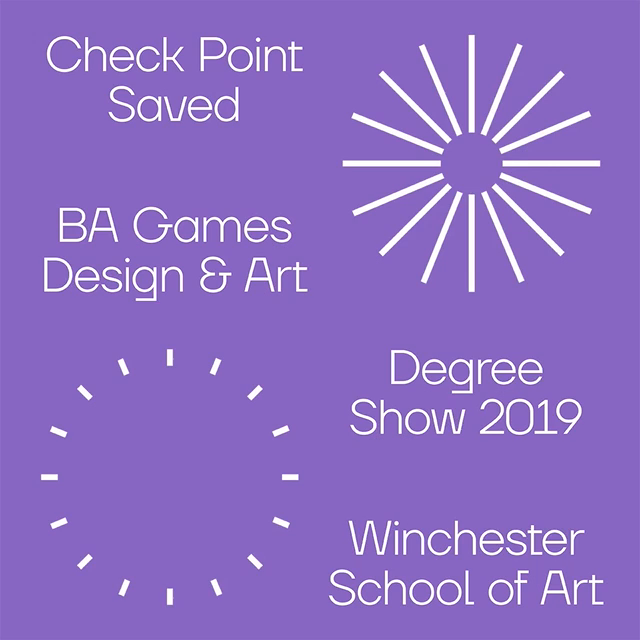 Check Point
Saved
BA Games
Design & Art
Degree
Show 2019
Winchester
School of Art